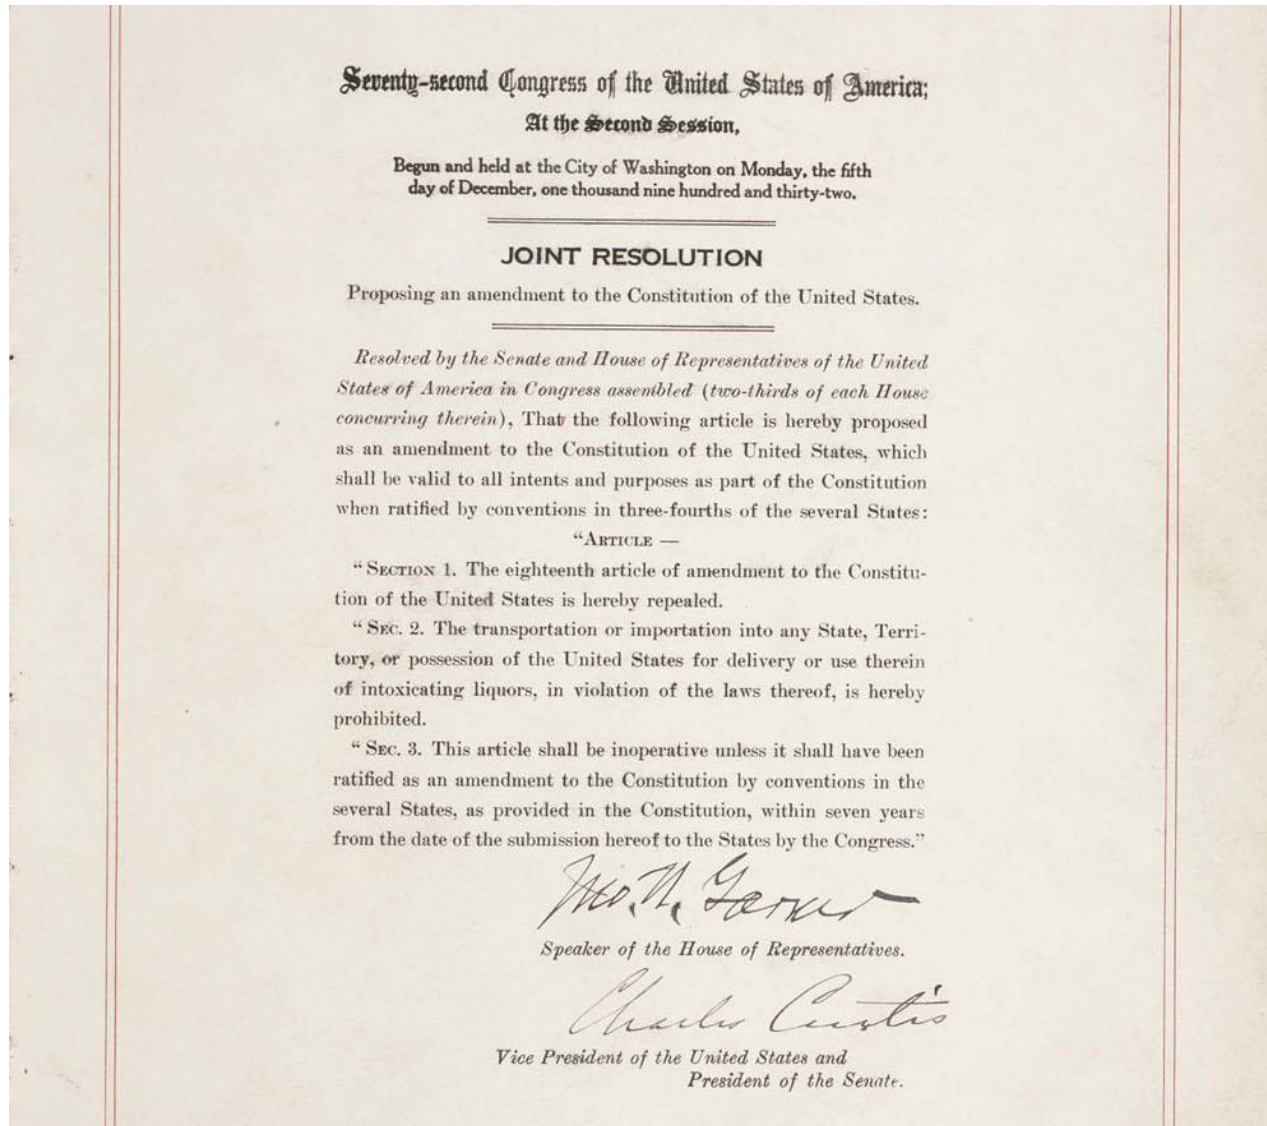 Seventy-second Congress of the United States of America;
At the Second Session,
Begun and held at the City of Washington on Monday, the fifth
day of December, one thousand nine hundred and thirty-two.
JOINT RESOLUTION
Proposing an amendment to the Constitution of the United States.
Resolved by the Senate and House of Representatives of the United
States of America in Congress assembled (two-thirds of each House
concurring therein), That the following article is hereby proposed
as an amendment to the Constitution of the United States, which
shall be valid to all intents and purposes as part of the Constitution
when ratified by conventions in three-fourths of the several States:
“ARTICLE —
“SECTION 1. The eighteenth article of amendment to the Constitu-
tion of the United States is hereby repealed.
“SEC. 2. The transportation or importation into any State, Terri-
tory, or possession of the United States for delivery or use therein
of intoxicating liquors, in violation of the laws thereof, is hereby
prohibited.
“SEC. 3. This article shall be inoperative unless it shall have been
ratified as an amendment to the Constitution by conventions in the
several States, as provided in the Constitution, within seven years
from the date of the submission hereof to the States by the Congress.”
Jno. N. Garner
Speaker of the House of Representatives.
Charles Curtis
Vice President of the United States and
President of the Senate.